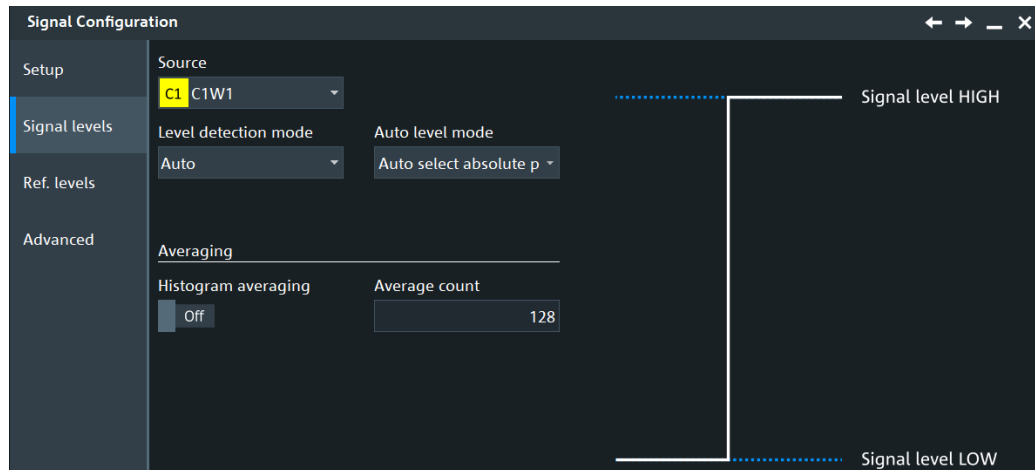 Signal Configuration
Setup
Signal levels
Ref. levels
Advanced
Source
C1 C1W1
Level detection mode
Auto level mode
Auto
Auto select absolute p
Averaging
Histogram averaging
Average count
Off
128
Signal level HIGH
Signal level LOW